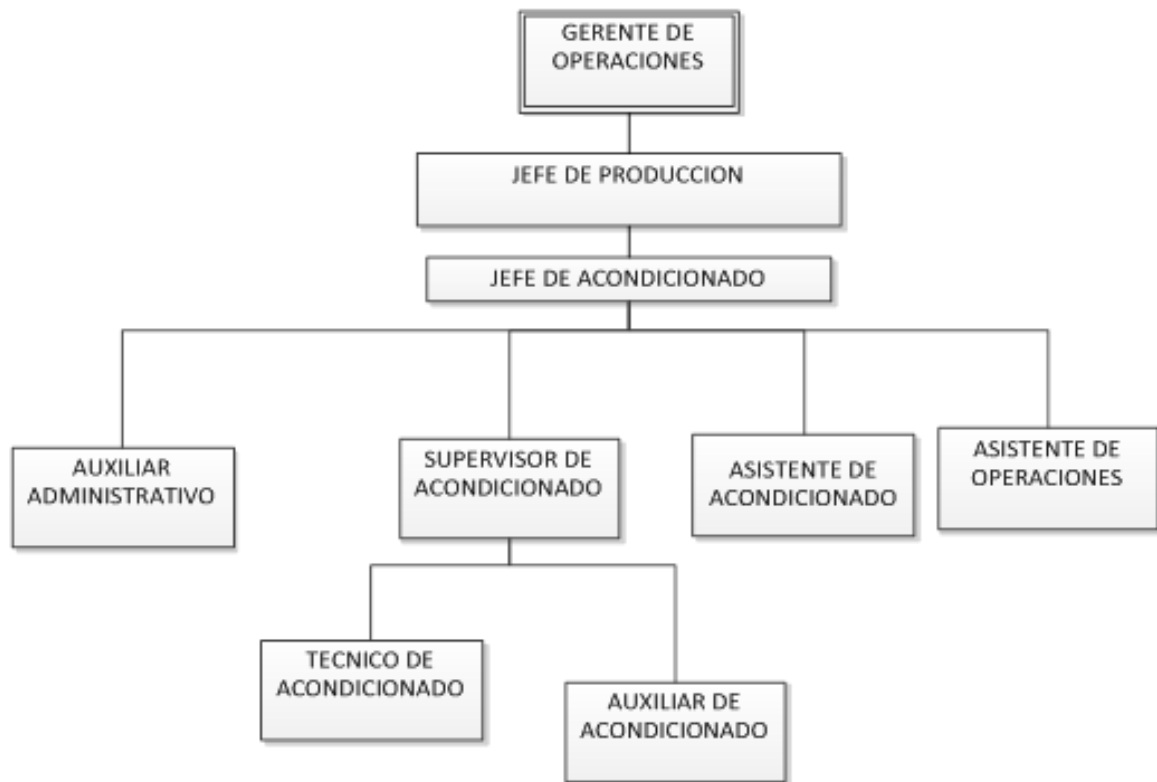 GERENTE DE
OPERACIONES
JEFE DE PRODUCCION
JEFE DE ACONDICIONADO
AUXILIAR
ADMINISTRATIVO
SUPERVISOR DE
ACONDICIONADO
ASISTENTE DE
ACONDICIONADO
ASISTENTE DE
OPERACIONES
TECNICO DE
ACONDICIONADO
AUXILIAR DE
ACONDICIONADO